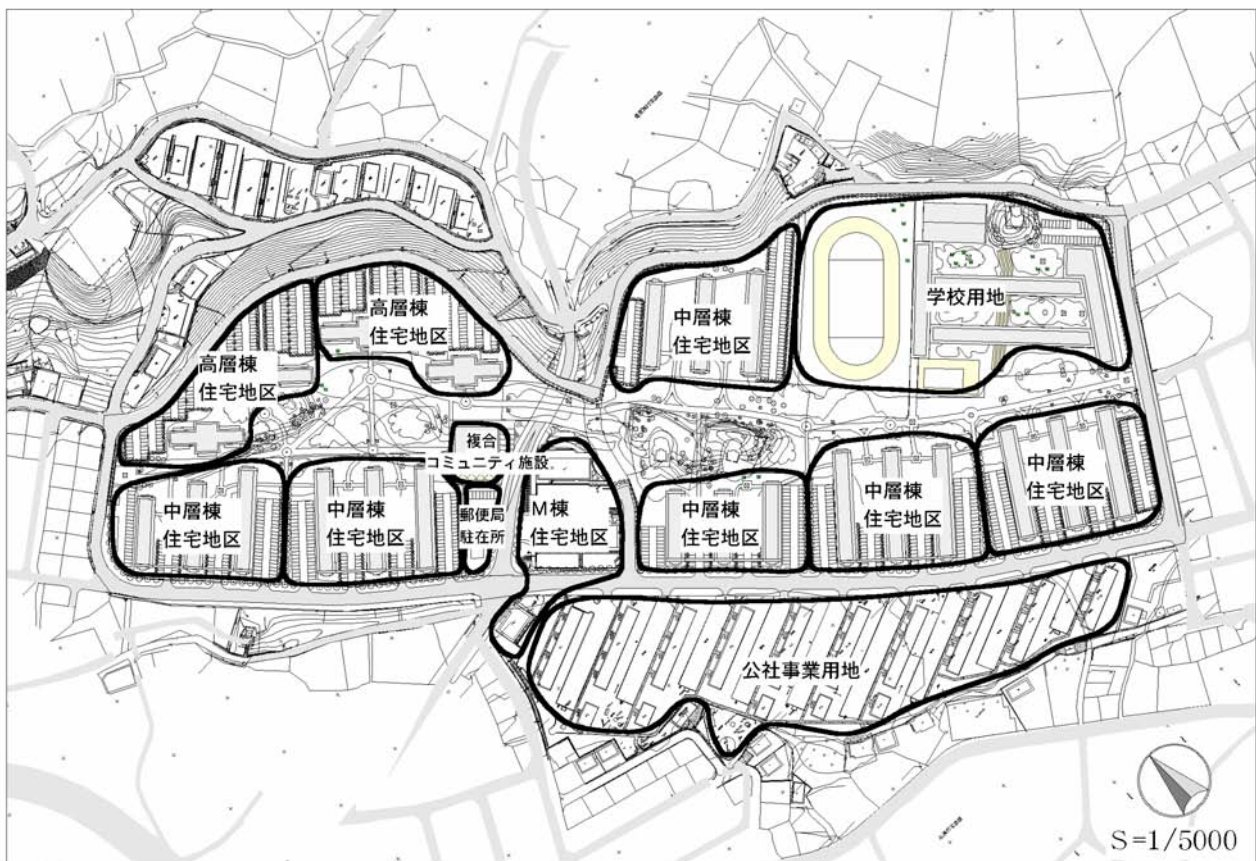 高層棟
住宅地区
高層棟
住宅地区
中層棟
住宅地区
学校用地
複合
コミュニティ施設
中層棟
住宅地区
中層棟
住宅地区
郵便局
駐在所
M棟
住宅地区
中層棟
住宅地区
中層棟
住宅地区
中層棟
住宅地区
公社事業用地
S=1/5000